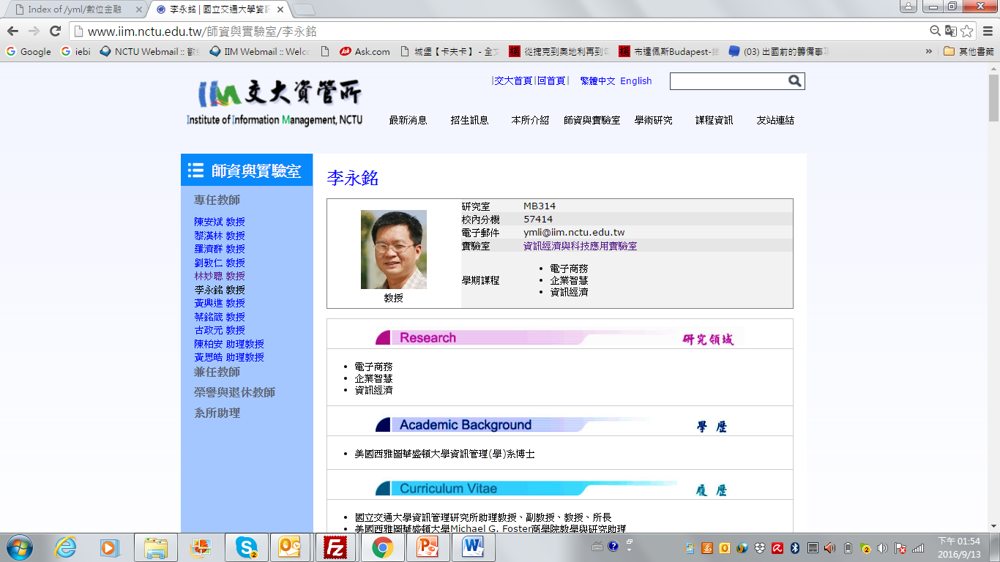 Index of /yml/數位金融
李永銘 | 國立交通大學資訊
www.iim.nctu.edu.tw/師資與實驗室/李永銘
Google
iebi
NCTU Webmail :: 歡
IIM Webmail :: Welc
Ask.com
城堡【卡夫卡】 - 全文
從捷克到奧地利再到匈
布達佩斯Budapest-
(03) 出國前的籌備事項
»
其他書籤
IIM 交大資管所
Institute of Information Management, NCTU
|交大首頁|回首頁| 繁體中文 English
最新消息 招生訊息 本所介紹 師資與實驗室 學術研究 課程資訊 友站連結
師資與實驗室
專任教師
陳安斌 教授
黎漢林 教授
羅濟群 教授
劉敦仁 教授
林妙聰 教授
李永銘 教授
黃興進 教授
蔡銘箴 教授
古政元 教授
陳柏安 助理教授
黃思皓 助理教授
兼任教師
榮譽與退休教師
系所助理
李永銘
教授
研究室 MB314
校內分機 57414
電子郵件 ymli@iim.nctu.edu.tw
實驗室 資訊經濟與科技應用實驗室
學期課程
• 電子商務
• 企業智慧
• 資訊經濟
Research 研究領域
• 電子商務
• 企業智慧
• 資訊經濟
Academic Background 學 歷
• 美國西雅圖華盛頓大學資訊管理(學)系博士
Curriculum Vitae 履 歷
• 國立交通大學資訊管理研究所助理教授、副教授、教授、所長
• 美國西雅圖華盛頓大學Michael G. Foster商學院教學與研究助理
下午 01:54
2016/9/13